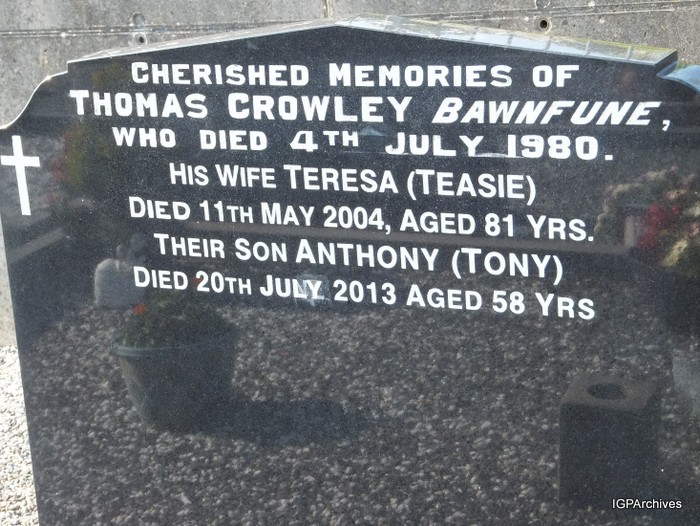 CHERISHED MEMORIES OF
THOMAS CROWLEY BAWNFUNE,
WHO DIED 4TH JULY 1980.
HIS WIFE TERESA (TEASIE)
DIED 11TH MAY 2004, AGED 81 YRS.
THEIR SON ANTHONY (TONY)
DIED 20TH JULY 2013 AGED 58 YRS
IGPArchives